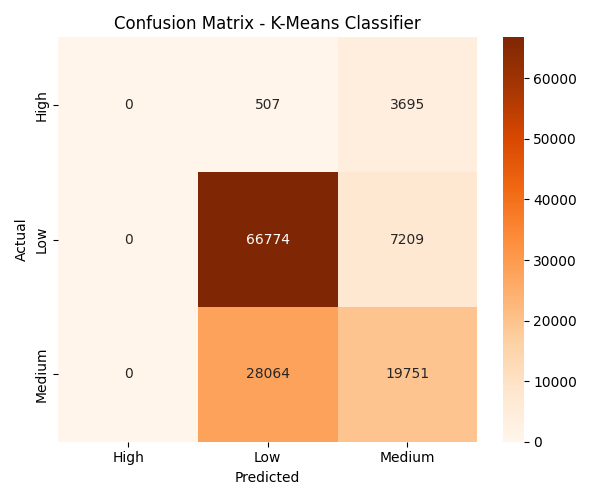 Confusion Matrix - K-Means Classifier
High
0
507
3695
Low
0
66774
7209
Medium
0
28064
19751
Actual
High
Low
Medium
Predicted
60000
50000
40000
30000
20000
10000
0